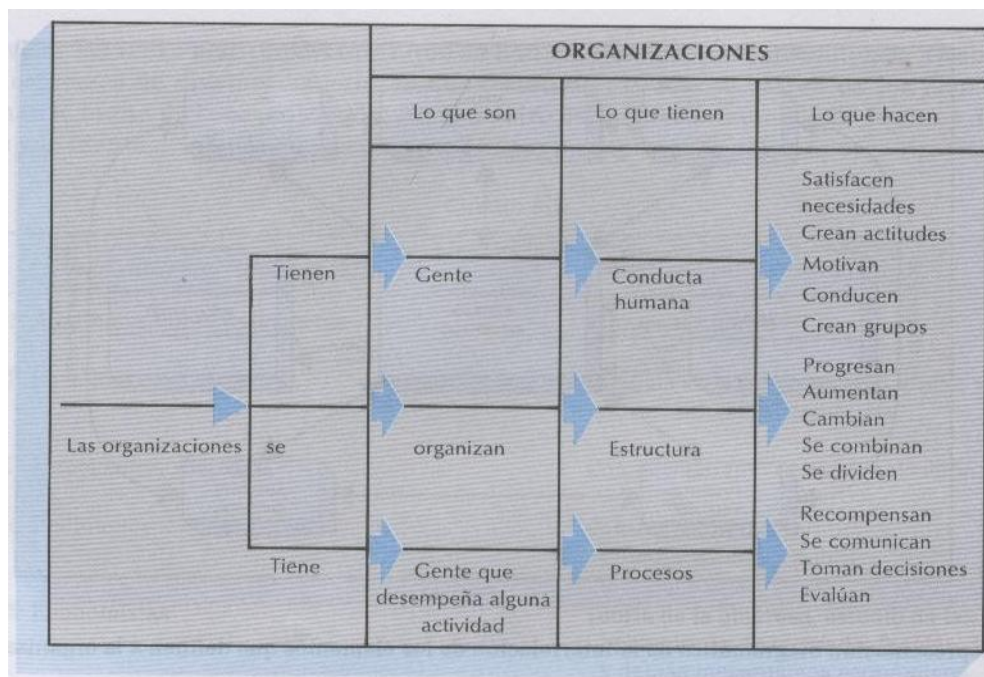 ORGANIZACIONES
Lo que son
Lo que tienen
Lo que hacen
Las organizaciones
Tienen
Gente
Conducta
humana
Satisfacen
necesidades
Crean actitudes
Motivan
Conducen
Crean grupos
se
organizan
Estructura
Progresan
Aumentan
Cambian
Se combinan
Se dividen
Tiene
Gente que
desempeña alguna
actividad
Procesos
Recompensan
Se comunican
Toman decisiones
Evalúan